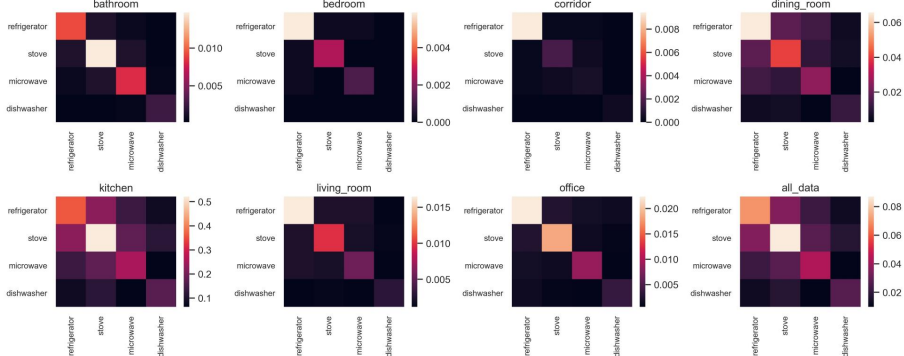 bathroom
refrigerator
stove
microwave
dishwasher
refrigerator
stove
microwave
dishwasher
0.010
0.005
bedroom
refrigerator
stove
microwave
dishwasher
refrigerator
stove
microwave
dishwasher
0.004
0.002
0.000
corridor
refrigerator
stove
microwave
dishwasher
refrigerator
stove
microwave
dishwasher
0.008
0.006
0.004
0.002
0.000
dining_room
refrigerator
stove
microwave
dishwasher
refrigerator
stove
microwave
dishwasher
0.06
0.04
0.02
kitchen
refrigerator
stove
microwave
dishwasher
refrigerator
stove
microwave
dishwasher
0.5
0.4
0.3
0.2
0.1
living_room
refrigerator
stove
microwave
dishwasher
refrigerator
stove
microwave
dishwasher
0.015
0.010
0.005
office
refrigerator
stove
microwave
dishwasher
refrigerator
stove
microwave
dishwasher
0.020
0.015
0.010
0.005
all_data
refrigerator
stove
microwave
dishwasher
refrigerator
stove
microwave
dishwasher
0.08
0.06
0.04
0.02